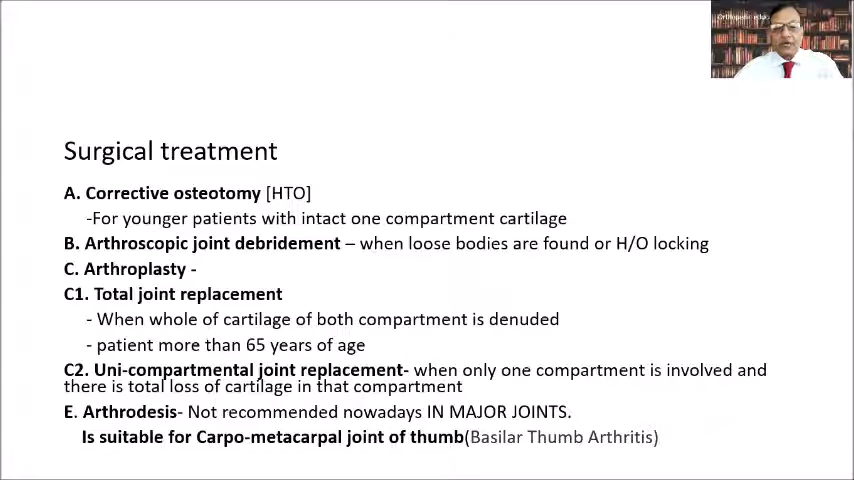 Orthopedic
Surgical treatment
A. Corrective osteotomy [HTO]
-For younger patients with intact one compartment cartilage
B. Arthroscopic joint debridement – when loose bodies are found or H/O locking
C. Arthroplasty -
C1. Total joint replacement
- When whole of cartilage of both compartment is denuded
- patient more than 65 years of age
C2. Uni-compartmental joint replacement- when only one compartment is involved and
there is total loss of cartilage in that compartment
E. Arthrodesis- Not recommended nowadays IN MAJOR JOINTS.
Is suitable for Carpo-metacarpal joint of thumb(Basilar Thumb Arthritis)